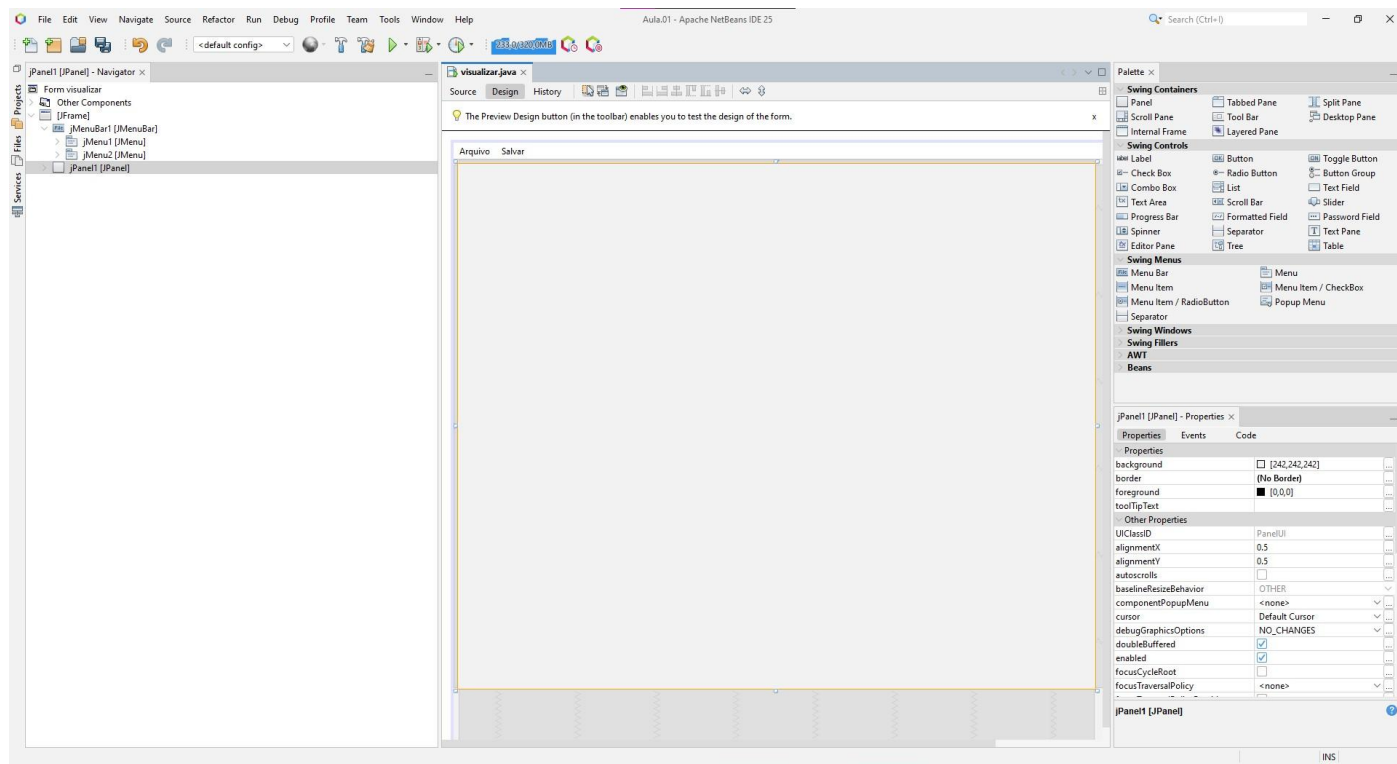 File Edit View Navigate Source Refactor Run Debug Profile Team Tools Window Help
Aula.01 - Apache NetBeans IDE 25
Search (Ctrl+I)
<default config>
233,0/320,0MB
Projects
Files
Services
jPanel1 [JPanel] - Navigator
Form visualizar
Other Components
[JFrame]
jMenuBar1 [JMenuBar]
jMenu1 [JMenu]
jMenu2 [JMenu]
jPanel1 [JPanel]
visualizar.java
Source Design History
The Preview Design button (in the toolbar) enables you to test the design of the form. x
Arquivo Salvar
Palette
Swing Containers
Panel Tabbed Pane Split Pane
Scroll Pane Tool Bar Desktop Pane
Internal Frame Layered Pane
Swing Controls
label Label Button Toggle Button
Check Box Radio Button Button Group
Combo Box List Text Field
Text Area Scroll Bar Slider
Progress Bar Formatted Field Password Field
Spinner Separator Text Pane
Editor Pane Tree Table
Swing Menus
Menu Bar Menu
Menu Item Menu Item / CheckBox
Menu Item / RadioButton Popup Menu
Separator
Swing Windows
Swing Fillers
AWT
Beans
jPanel1 [JPanel] - Properties
Properties Events Code
Properties
background [242,242,242]
border (No Border)
foreground [0,0,0]
toolTipText
Other Properties
UIClassID PanelUI
alignmentX 0.5
alignmentY 0.5
autoscrolls
baselineResizeBehavior OTHER
componentPopupMenu <none>
cursor Default Cursor
debugGraphicsOptions NO_CHANGES
doubleBuffered
enabled
focusCycleRoot
focusTraversalPolicy <none>
jPanel1 [JPanel]
INS